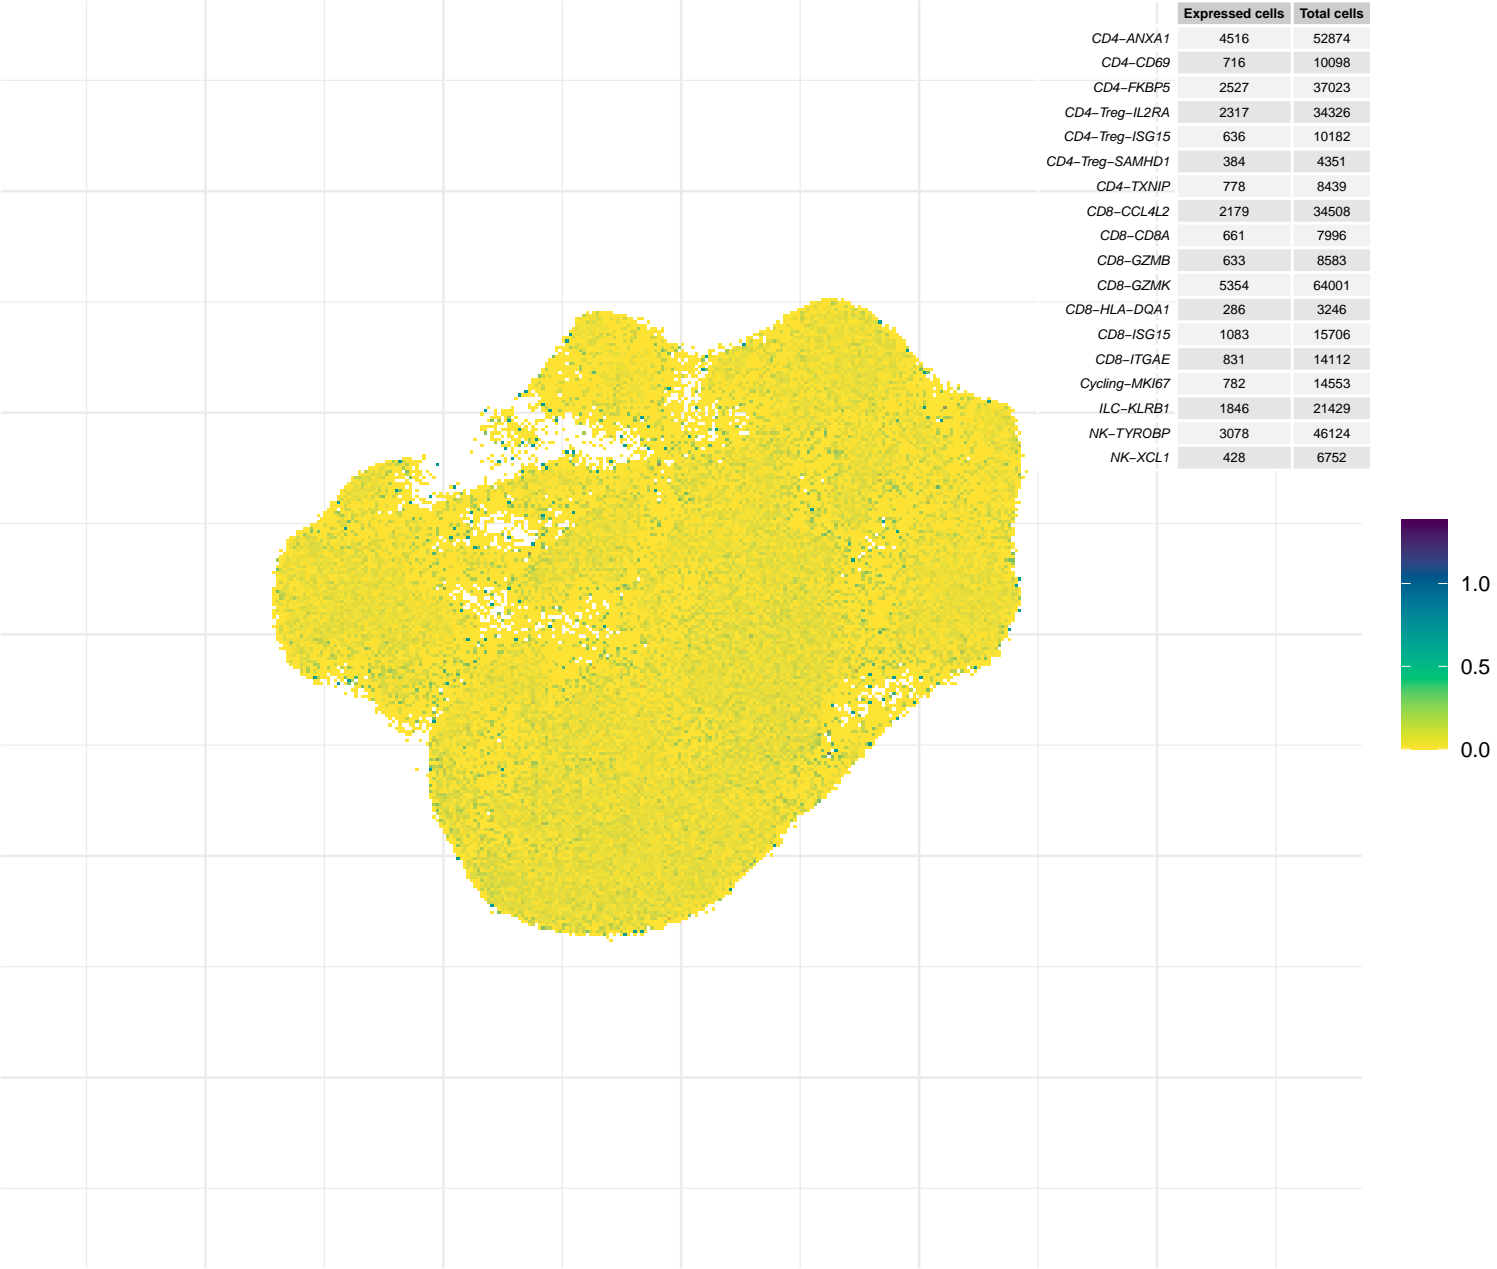 Expressed cells Total cells
CD4−ANXA1 4516 52874
CD4−CD69 716 10098
CD4−FKBP5 2527 37023
CD4−Treg−IL2RA 2317 34326
CD4−Treg−ISG15 636 10182
CD4−Treg−SAMHD1 384 4351
CD4−TXNIP 778 8439
CD8−CCL4L2 2179 34508
CD8−CD8A 661 7996
CD8−GZMB 633 8583
CD8−GZMK 5354 64001
CD8−HLA−DQA1 286 3246
CD8−ISG15 1083 15706
CD8−ITGAE 831 14112
Cycling−MKI67 782 14553
ILC−KLRB1 1846 21429
NK−TYROBP 3078 46124
NK−XCL1 428 6752
1.0
0.5
0.0